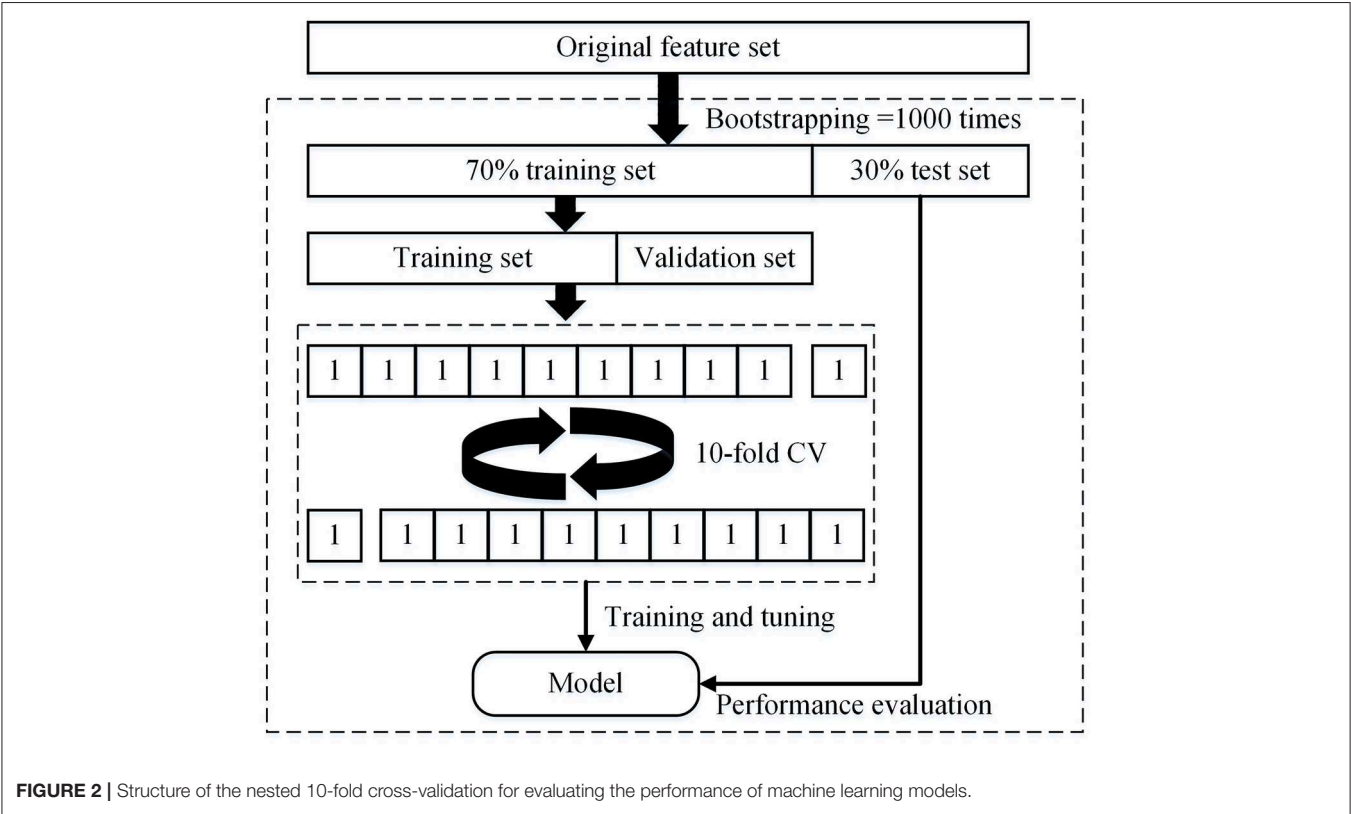 Original feature set
Bootstrapping =1000 times
70% training set 30% test set
Training set Validation set
1 1 1 1 1 1 1 1 1 1
10-fold CV
1 1 1 1 1 1 1 1 1 1
Training and tuning
Model
Performance evaluation
FIGURE 2 | Structure of the nested 10-fold cross-validation for evaluating the performance of machine learning models.